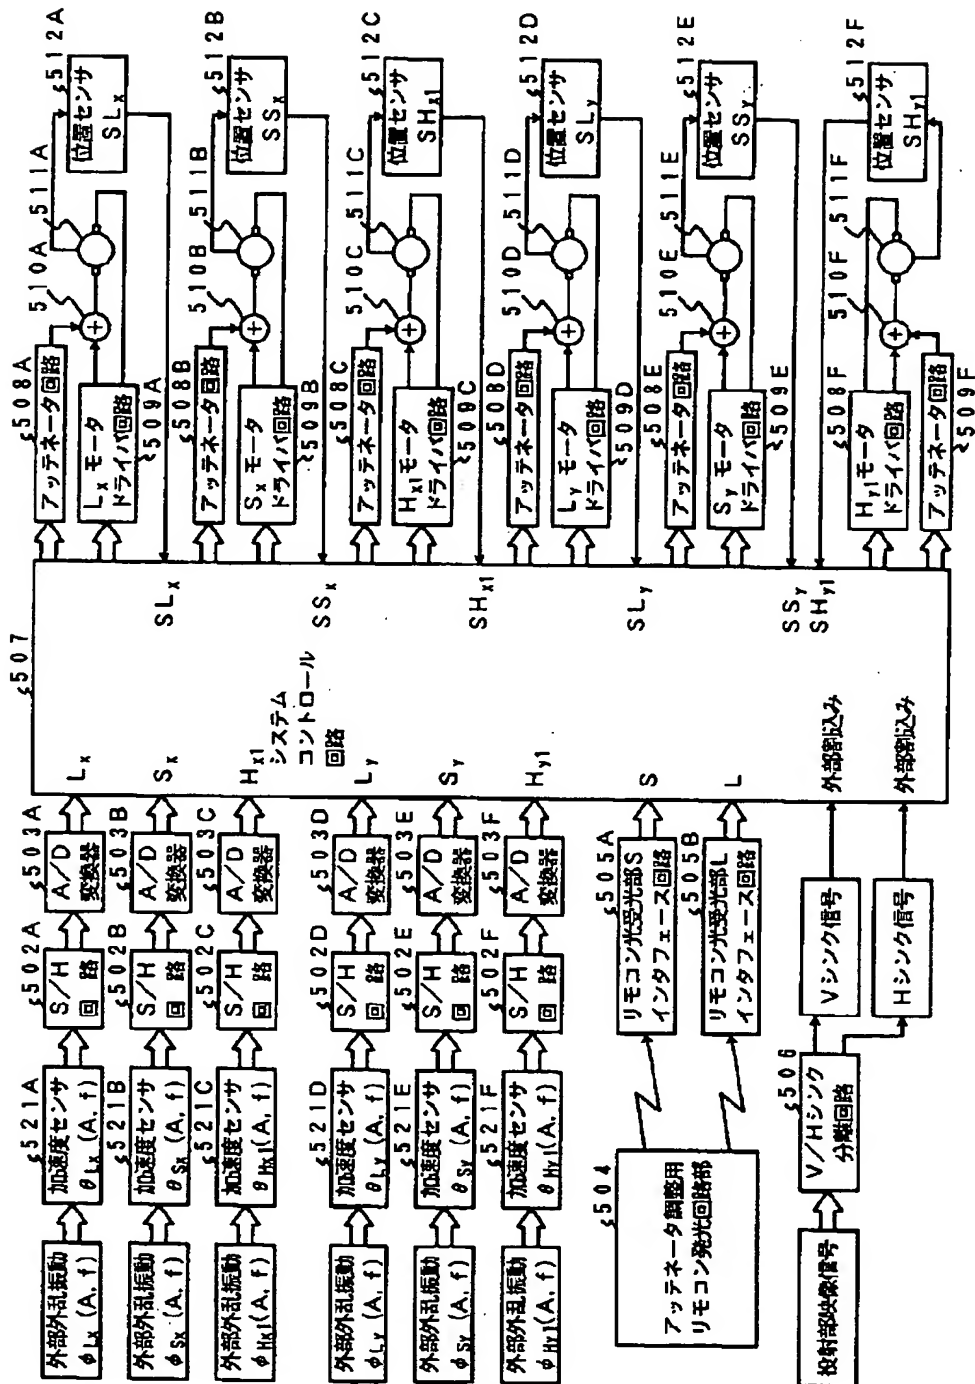 外部外乱振動
φLx (A, f)
外部外乱振動
φSx (A, f)
外部外乱振動
φHx1 (A, f)
外部外乱振動
φLy (A, f)
外部外乱振動
φSy (A, f)
外部外乱振動
φHy1 (A, f)
521A
加速度センサ
θLx (A, f)
521B
加速度センサ
θSx (A, f)
521C
加速度センサ
θHx1 (A, f)
521D
加速度センサ
θLy (A, f)
521E
加速度センサ
θSy (A, f)
521F
加速度センサ
θHy1 (A, f)
502A
S/H
回路
502B
S/H
回路
502C
S/H
回路
502D
S/H
回路
502E
S/H
回路
502F
S/H
回路
503A
A/D
変換器
503B
A/D
変換器
503C
A/D
変換器
503D
A/D
変換器
503E
A/D
変換器
503F
A/D
変換器
504
アッテネータ調整用
リモコン発光回路部
505A
リモコン光受光部S
インタフェース回路
505B
リモコン光受光部L
インタフェース回路
投射部映像信号
506
V/Hシンク
分離回路
Vシンク信号
Hシンク信号
507
Lx
Sx
Hx1
システム
コントロール
回路
Ly
Sy
Hy1
S
L
外部割込み
外部割込み
SLx
SSx
SHx1
SLy
SSy
SHy1
508A
アッテネータ回路
Lx モータ
ドライバ回路
509A
510A
+
511A
512A
位置センサ
SLx
508B
アッテネータ回路
Sx モータ
ドライバ回路
509B
510B
+
511B
512B
位置センサ
SSx
508C
アッテネータ回路
Hx1モータ
ドライバ回路
509C
510C
+
511C
512C
位置センサ
SHx1
508D
アッテネータ回路
Ly モータ
ドライバ回路
509D
510D
+
511D
512D
位置センサ
SLy
508E
アッテネータ回路
Sy モータ
ドライバ回路
509E
510E
+
511E
512E
位置センサ
SSy
508F
Hy1モータ
ドライバ回路
アッテネータ回路
509F
510F
+
511F
512F
位置センサ
SHy1